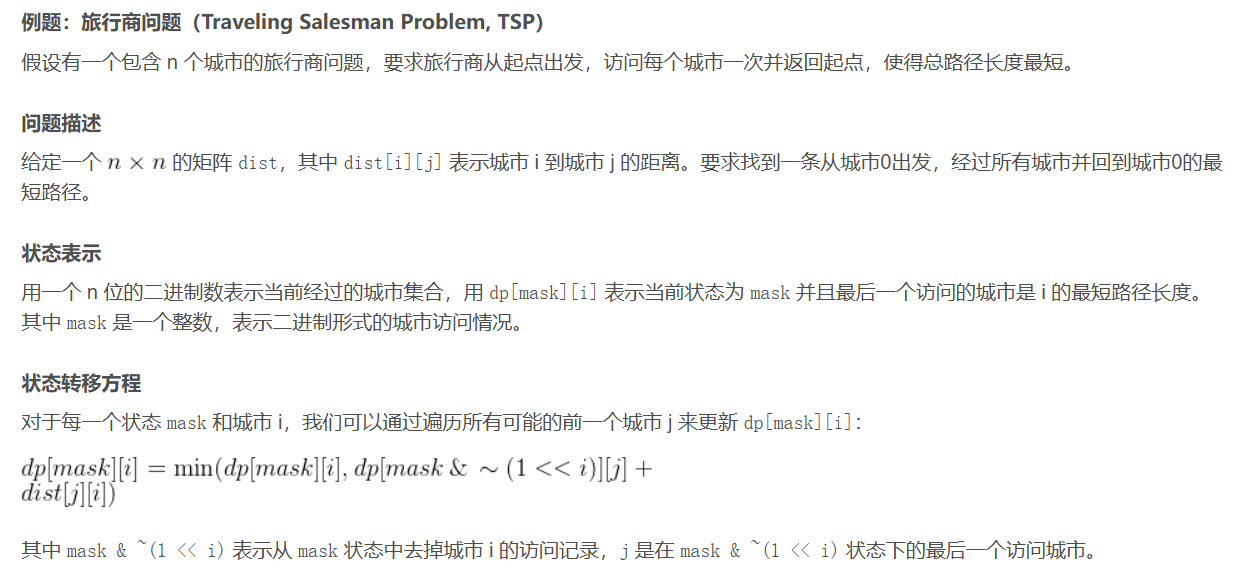 例题：旅行商问题（Traveling Salesman Problem, TSP）
假设有一个包含 n 个城市的旅行商问题，要求旅行商从起点出发，访问每个城市一次并返回起点，使得总路径长度最短。
问题描述
给定一个 n × n 的矩阵 dist，其中 dist[i][j] 表示城市 i 到城市 j 的距离。要求找到一条从城市0出发，经过所有城市并回到城市0的最
短路径。
状态表示
用一个 n 位的二进制数表示当前经过的城市集合，用 dp[mask][i] 表示当前状态为 mask 并且最后一个访问的城市是 i 的最短路径长度。
其中 mask 是一个整数，表示二进制形式的城市访问情况。
状态转移方程
对于每一个状态 mask 和城市 i，我们可以通过遍历所有可能的前一个城市 j 来更新 dp[mask][i]：
dp[mask][i] = min(dp[mask][i], dp[mask & ∼ (1 << i)][j] +
dist[j][i])
其中 mask & ~(1 << i) 表示从 mask 状态中去掉城市 i 的访问记录，j 是在 mask & ~(1 << i) 状态下的最后一个访问城市。